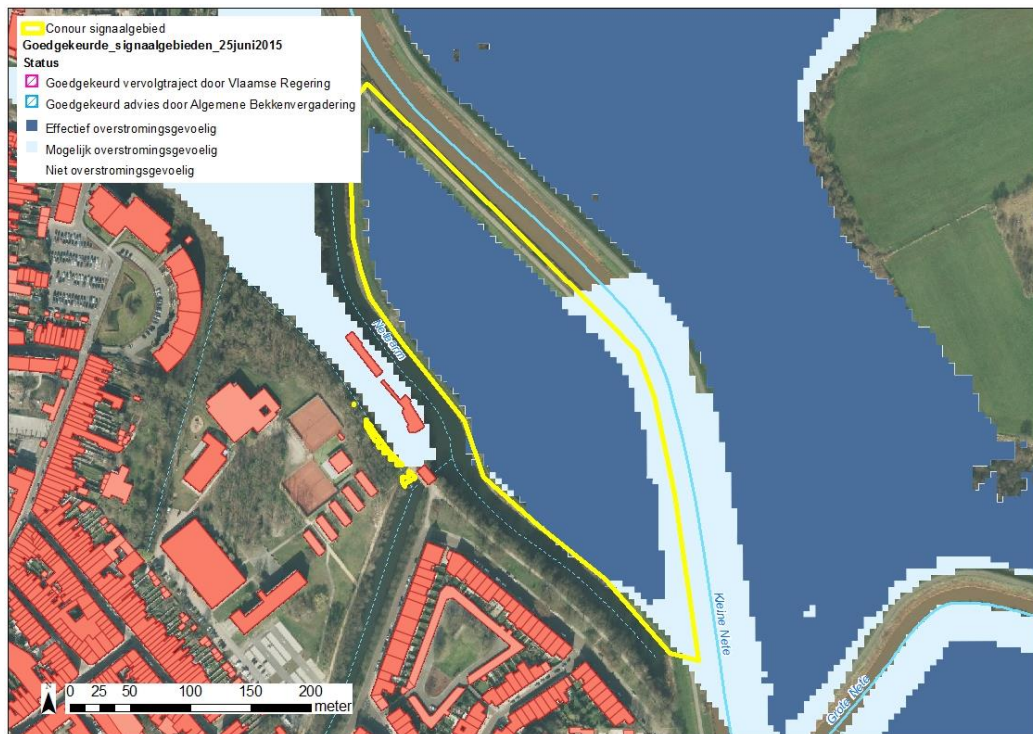 Conour signaalgebied
Goedgekeurde_signaalgebieden_25juni2015
Status
Goedgekeurd vervolgtraject door Vlaamse Regering
Goedgekeurd advies door Algemene Bekkenvergadering
Effectief overstromingsgevoelig
Mogelijk overstromingsgevoelig
Niet overstromingsgevoelig
Kleine Nete
Grote Nete
N
0 25 50 100 150 200
meter